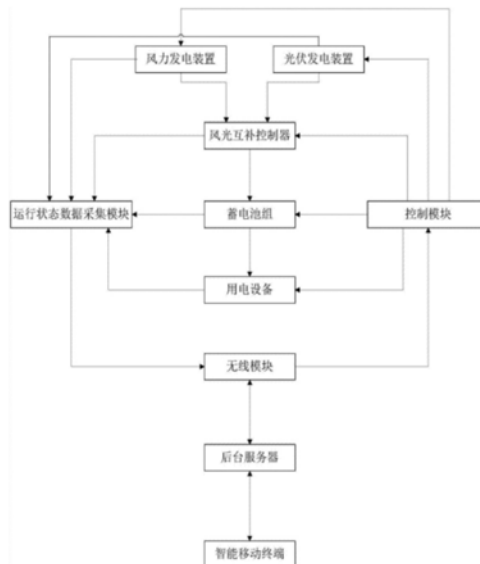 风力发电装置
光伏发电装置
风光互补控制器
运行状态数据采集模块
蓄电池组
控制模块
用电设备
无线模块
后台服务器
智能移动终端